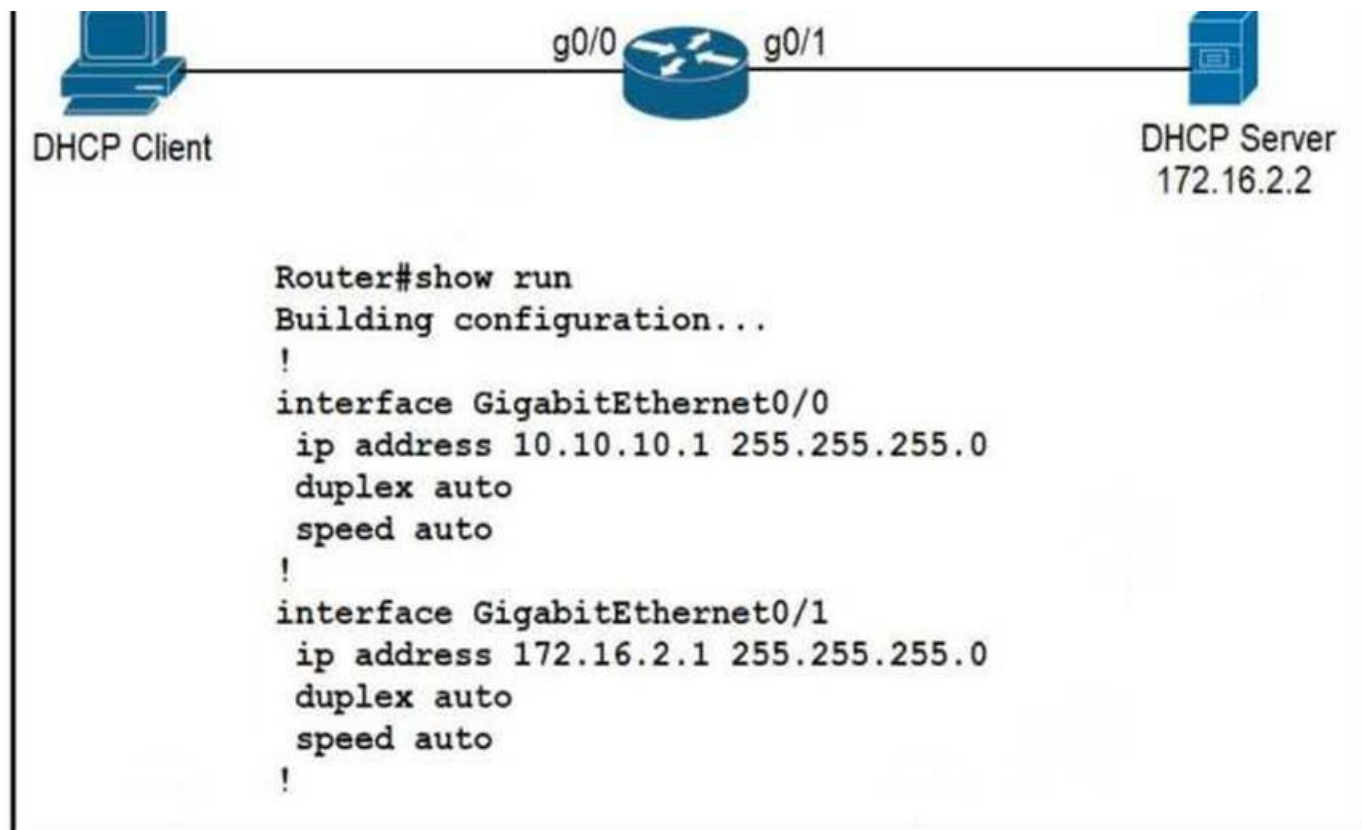 g0/0 g0/1
DHCP Client
DHCP Server
172.16.2.2
Router#show run
Building configuration...
!
interface GigabitEthernet0/0
ip address 10.10.10.1 255.255.255.0
duplex auto
speed auto
!
interface GigabitEthernet0/1
ip address 172.16.2.1 255.255.255.0
duplex auto
speed auto
!